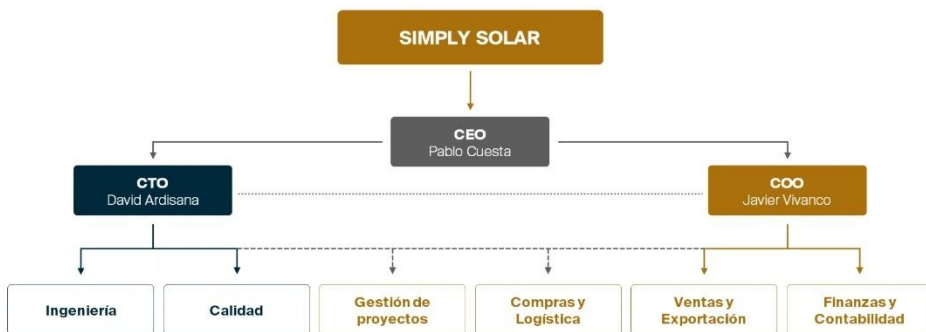 SIMPLY SOLAR
CEO
Pablo Cuesta
CTO
David Ardisana
COO
Javier Vivanco
Ingeniería
Calidad
Gestión de
proyectos
Compras y
Logística
Ventas y
Exportación
Finanzas y
Contabilidad